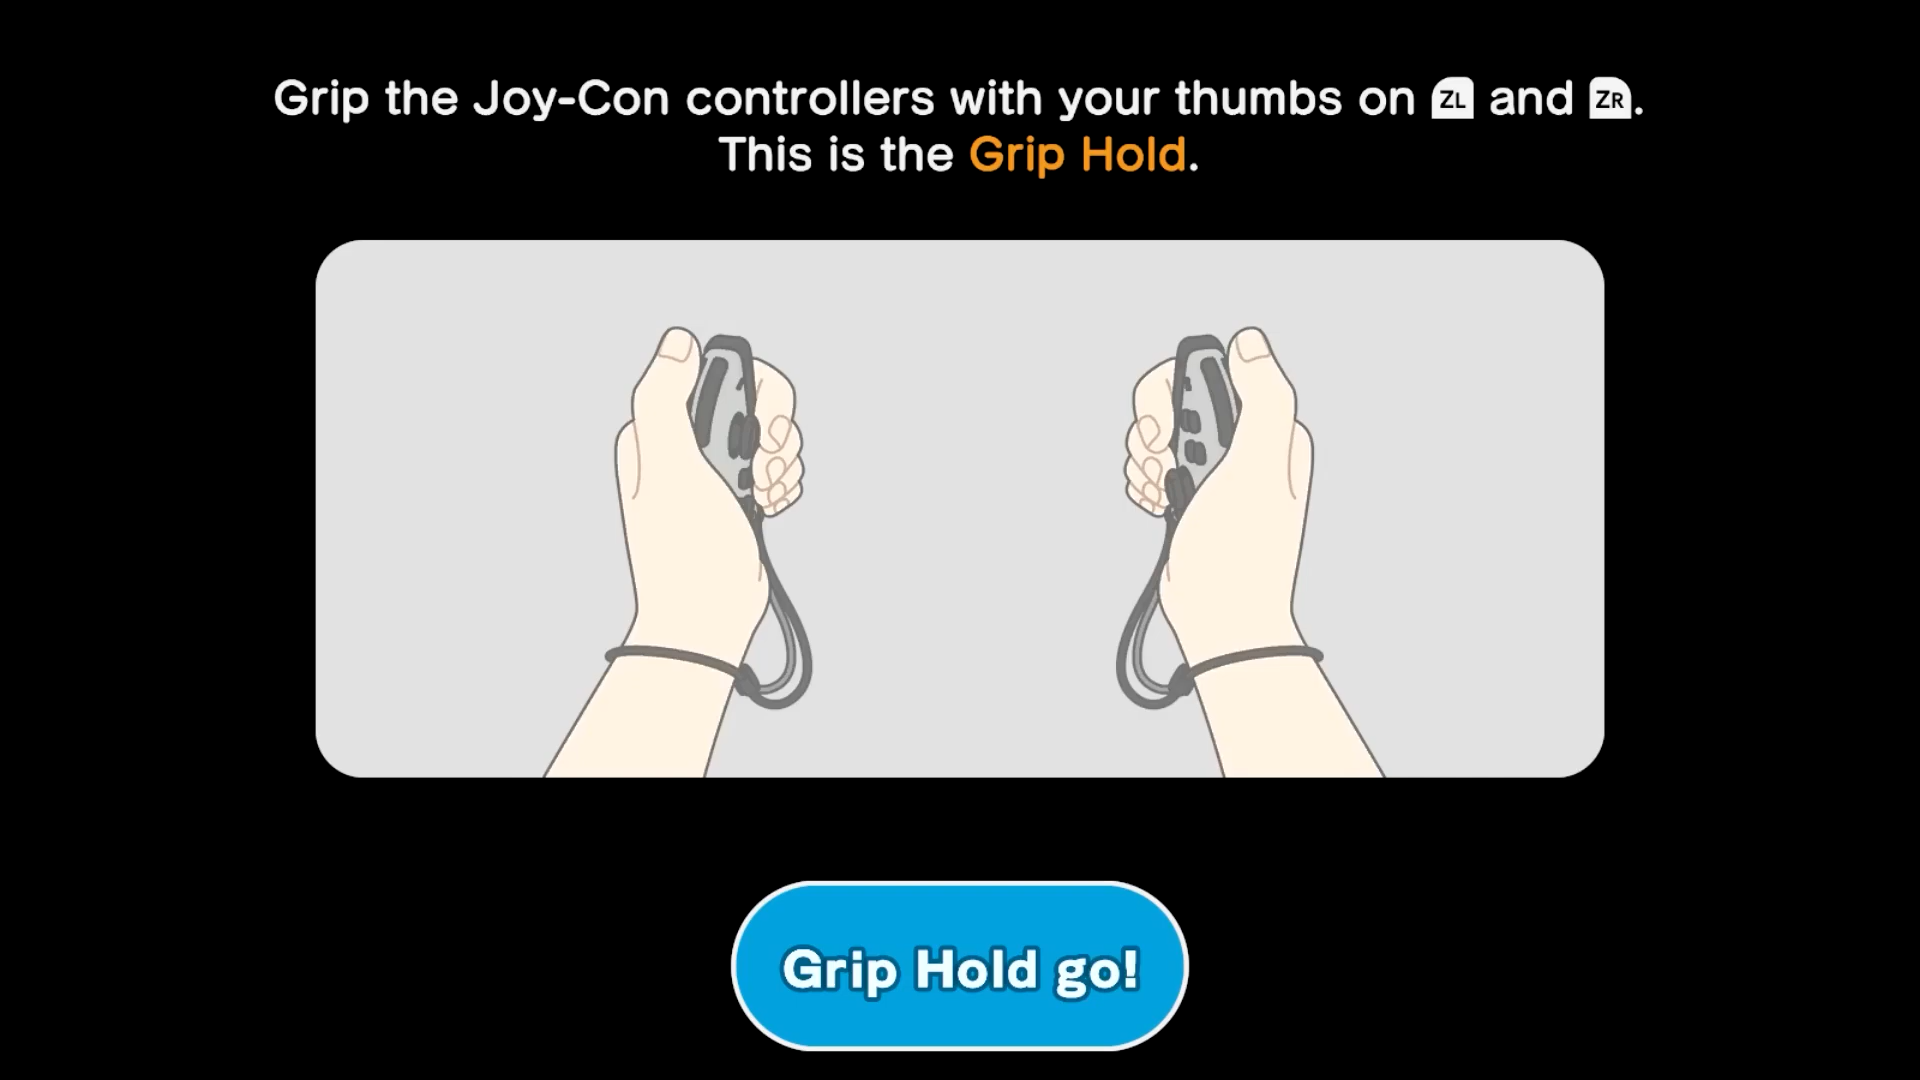 Grip the Joy-Con controllers with your thumbs on ZL and ZR.
This is the Grip Hold.
Grip Hold go!